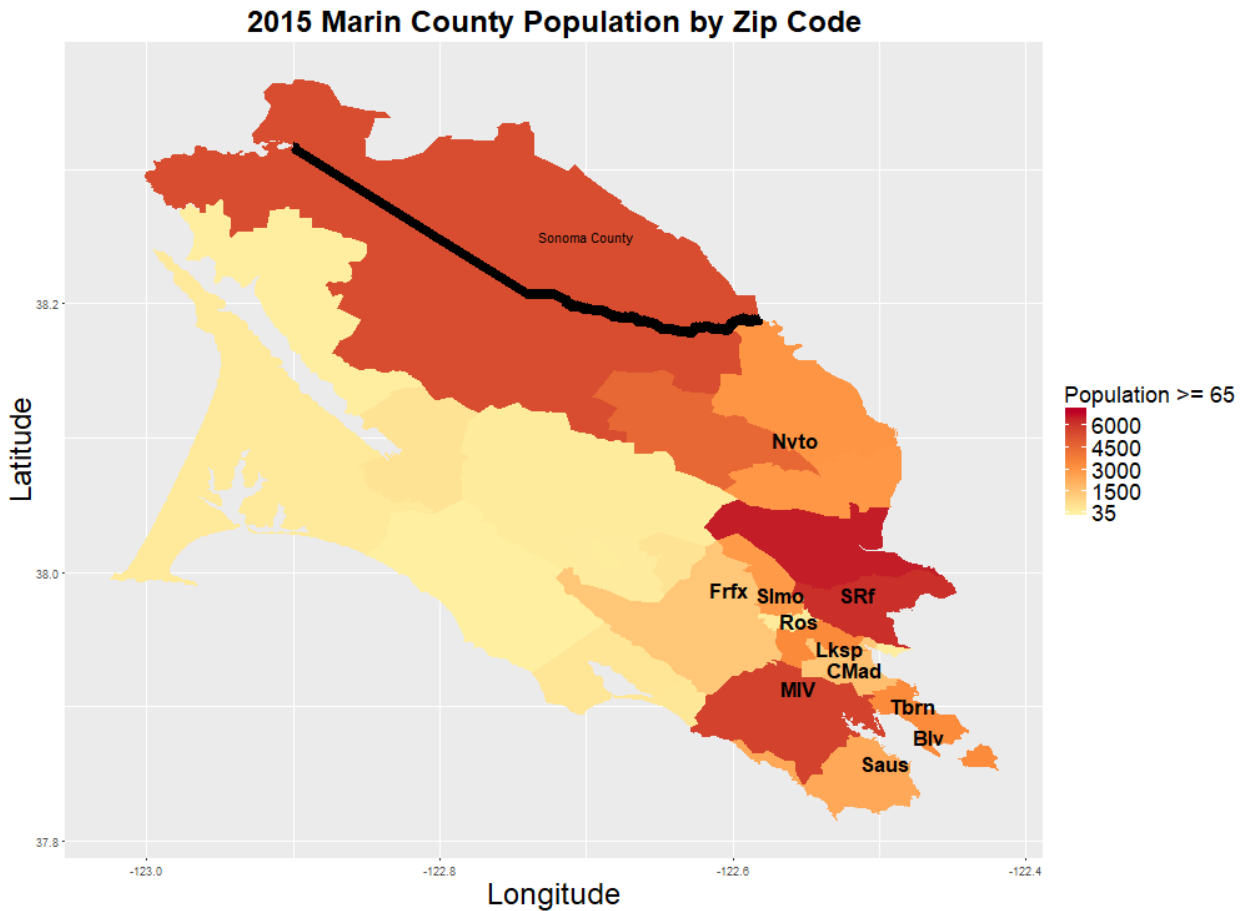 2015 Marin County Population by Zip Code
Sonoma County
38.2
Latitude
Population >= 65
6000
4500
3000
1500
35
Nvto
38.0
Frfx
Slmo
SRf
Ros
Lksp
CMad
MlV
Tbrn
Blv
Saus
37.8
-123.0
-122.8
-122.6
-122.4
Longitude